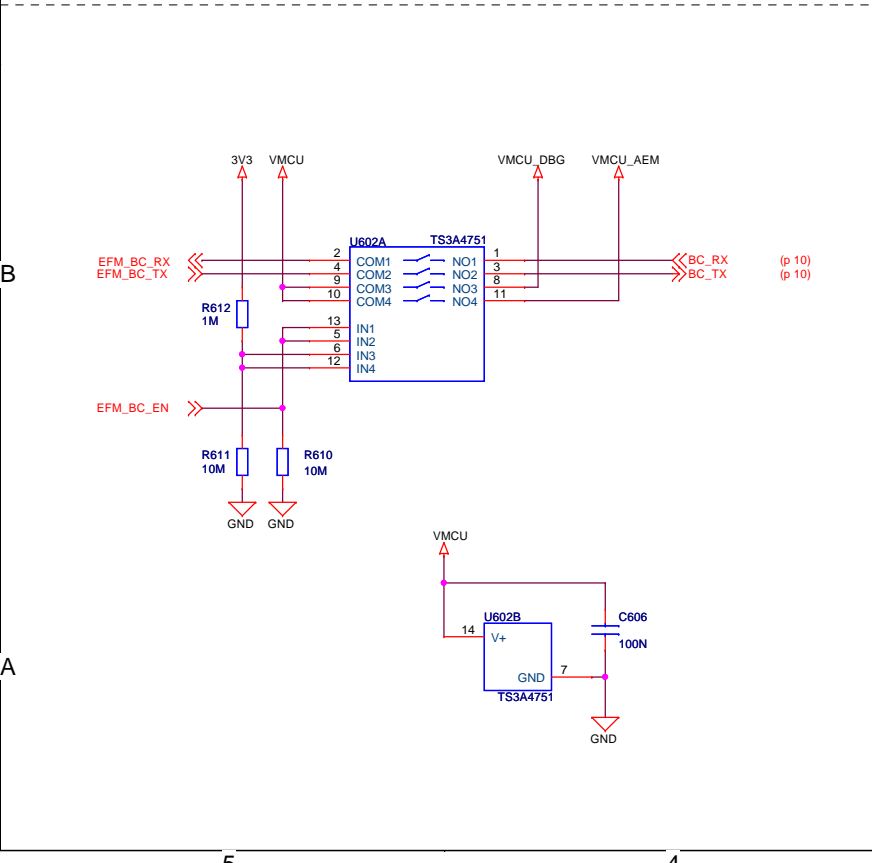 3V3 VMCU VMCU_DBG VMCU_AEM
U602A TS3A4751
EFM_BC_RX 2 COM1 NO1 1 BC_RX (p 10)
EFM_BC_TX 4 COM2 NO2 3 BC_TX (p 10)
B
9 COM3 NO3 8
10 COM4 NO4 11
R612
1M
13 IN1
5 IN2
6 IN3
12 IN4
EFM_BC_EN
R611 R610
10M 10M
GND GND
VMCU
U602B C606
14 V+ 100N
A
GND 7
TS3A4751
GND
5 4